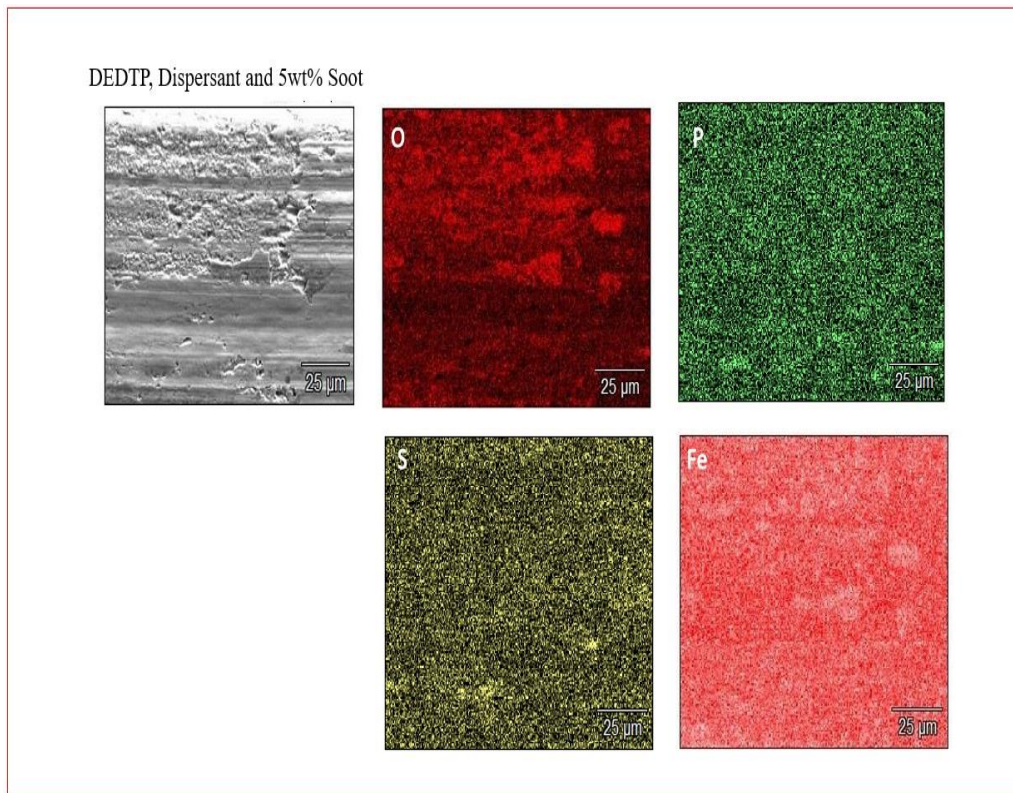 DEDTP, Dispersant and 5wt% Soot
O
P
25 μm
25 μm
25 μm
S
Fe
25 μm
25 μm